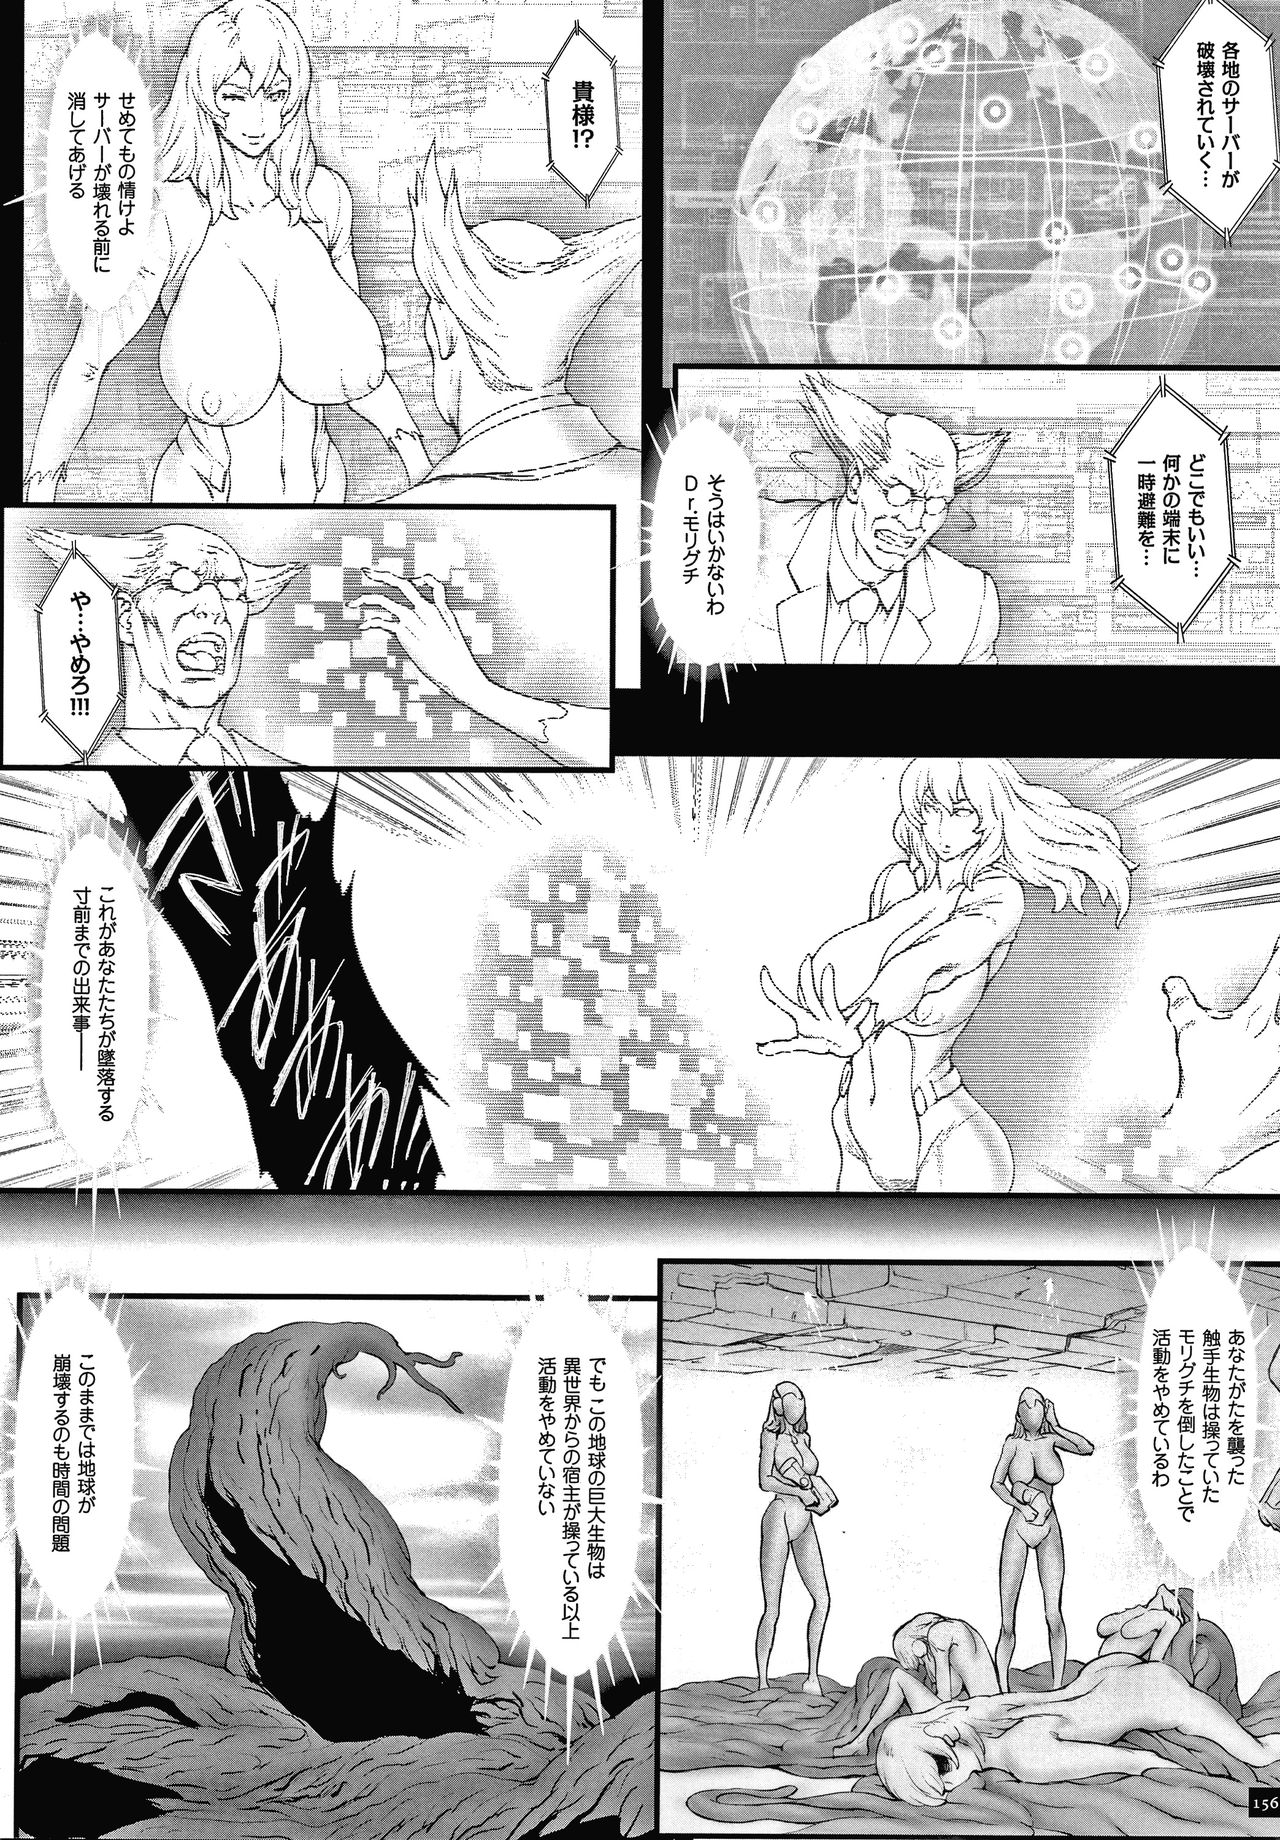 各地のサーバーが
破壊されていく…
どこでもいい…
何かの端末に
一時避難を…
そうはいかないわ
Dr.モリグチ
貴様!?
せめてもの情けよ
サーバーが壊れる前に
消してあげる
や…やめろ!!!
ぎゃあああああ!!!
これがあなたたちが墜落する
寸前までの出来事――
あなたがたを襲った
触手生物は操っていた
モリグチを倒したことで
活動をやめているわ
でも この地球の巨大生物は
異世界からの宿主が操っている以上
活動をやめていない
このままでは地球が
崩壊するのも時間の問題
156